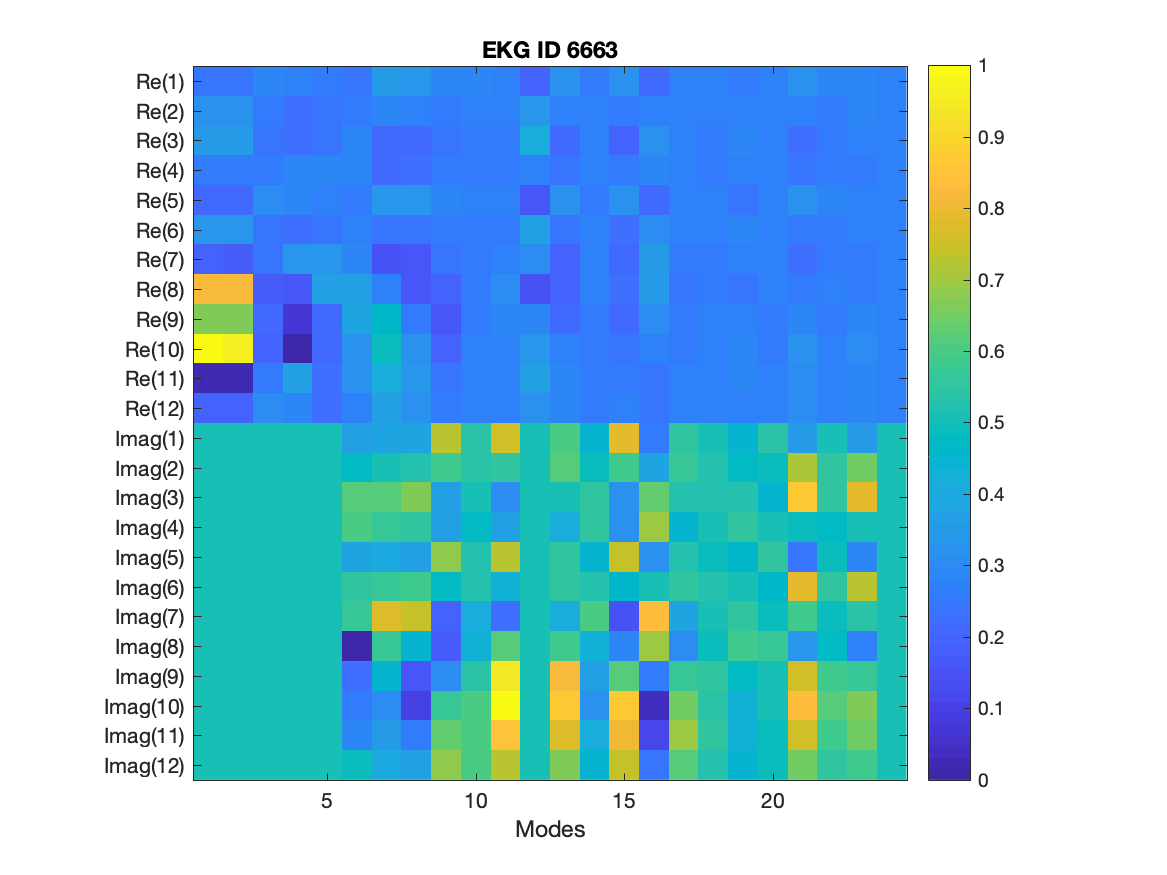 EKG ID 6663
Re(1)
Re(2)
Re(3)
Re(4)
Re(5)
Re(6)
Re(7)
Re(8)
Re(9)
Re(10)
Re(11)
Re(12)
Imag(1)
Imag(2)
Imag(3)
Imag(4)
Imag(5)
Imag(6)
Imag(7)
Imag(8)
Imag(9)
Imag(10)
Imag(11)
Imag(12)
5 10 15 20
Modes
1
0.9
0.8
0.7
0.6
0.5
0.4
0.3
0.2
0.1
0